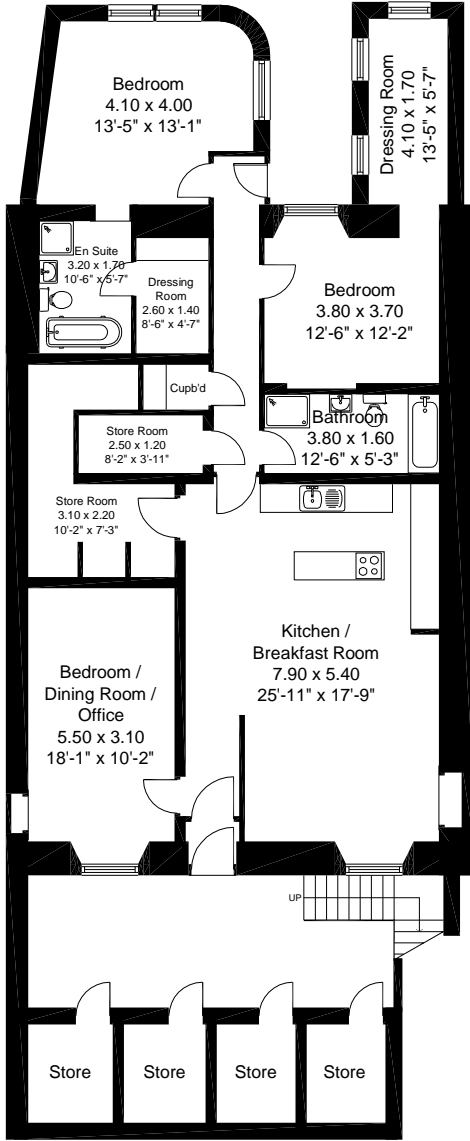 Bedroom
4.10 x 4.00
13'-5" x 13'-1"
Dressing Room
4.10 x 1.70
13'-5" x 5'-7"
En Suite
3.20 x 1.70
10'-6" x 5'-7"
Dressing
Room
2.60 x 1.40
8'-6" x 4'-7"
Bedroom
3.80 x 3.70
12'-6" x 12'-2"
Cupb'd
Bathroom
3.80 x 1.60
12'-6" x 5'-3"
Store Room
2.50 x 1.20
8'-2" x 3'-11"
Store Room
3.10 x 2.20
10'-2" x 7'-3"
Kitchen /
Breakfast Room
7.90 x 5.40
25'-11" x 17'-9"
Bedroom /
Dining Room /
Office
5.50 x 3.10
18'-1" x 10'-2"
UP
Store
Store
Store
Store